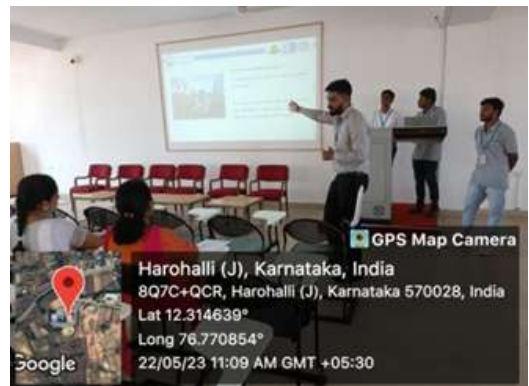 GPS Map Camera
Harohalli (J), Karnataka, India
8Q7C+QCR, Harohalli (J), Karnataka 570028, India
Lat 12.314639°
Long 76.770854°
22/05/23 11:09 AM GMT +05:30
Google